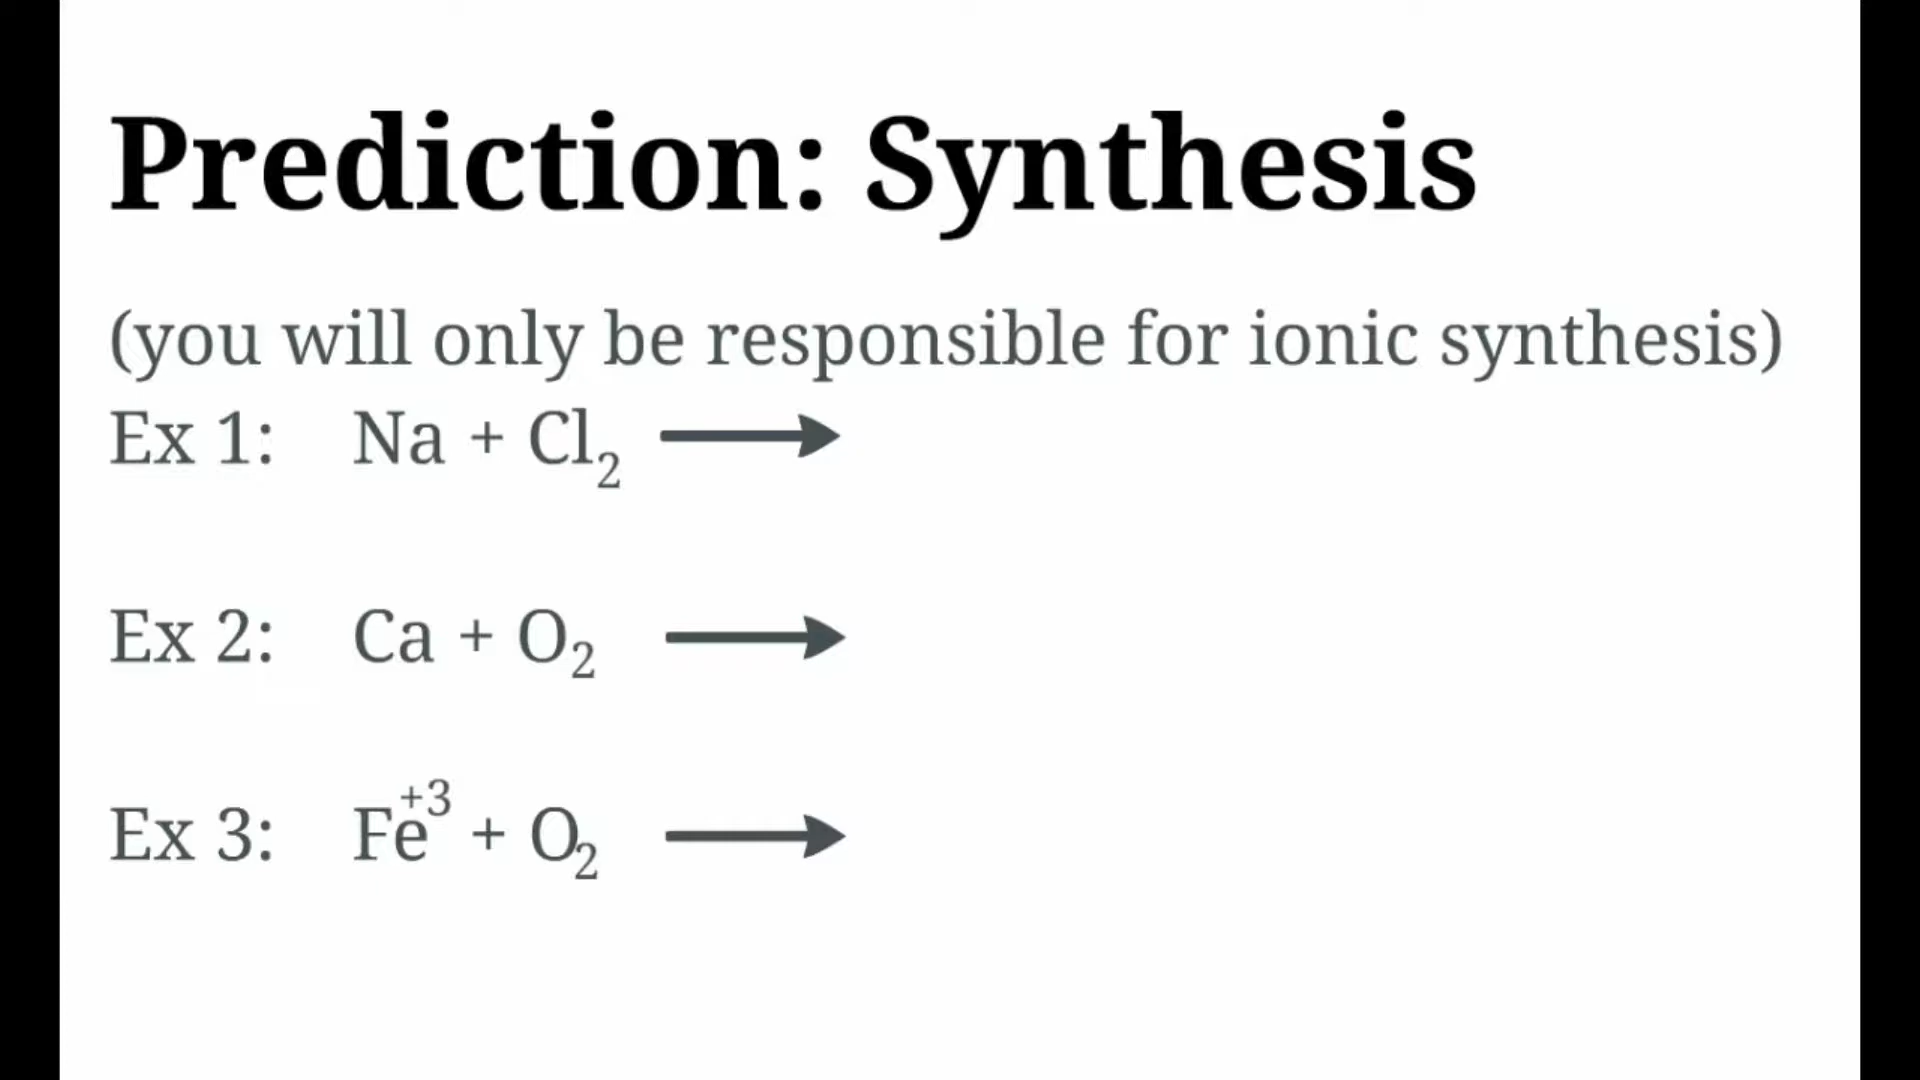 Prediction: Synthesis
(you will only be responsible for ionic synthesis)
Ex 1: Na + Cl₂ ⟶
Ex 2: Ca + O₂ ⟶
Ex 3: Fe⁺³ + O₂ ⟶